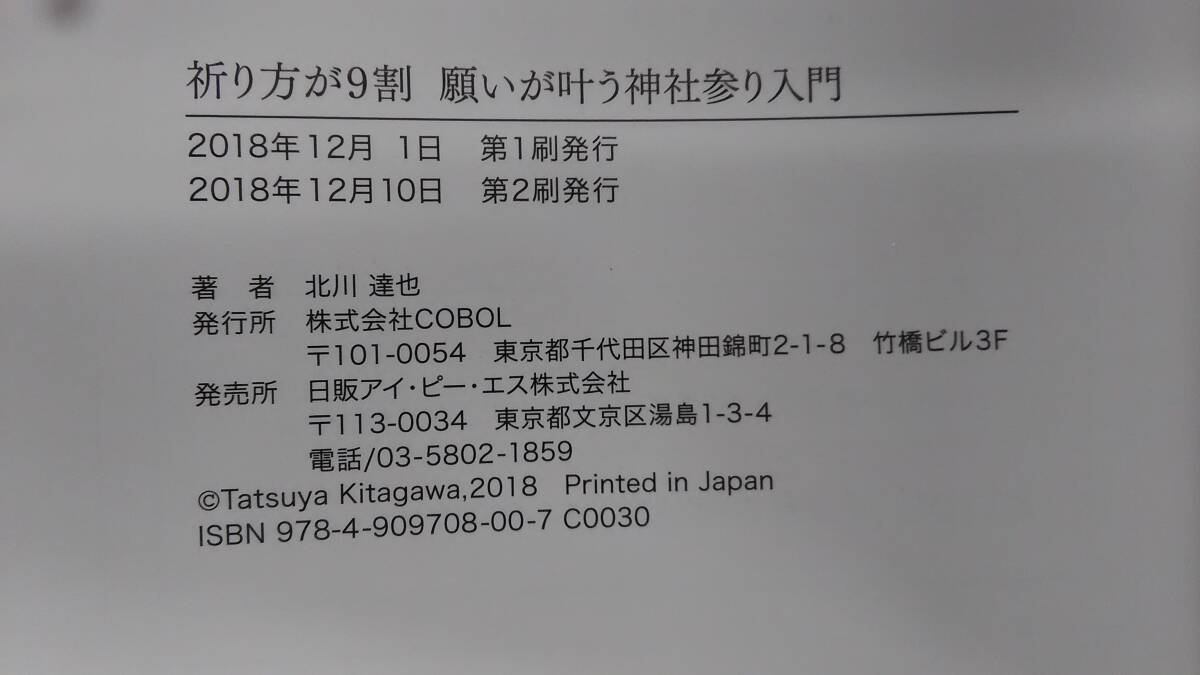 祈り方が9割 願いが叶う神社参り入門
2018年12月 1日 第1刷発行
2018年12月10日 第2刷発行
著 者 北川 達也
発行所 株式会社COBOL
〒101-0054 東京都千代田区神田錦町2-1-8 竹橋ビル3F
発売所 日販アイ・ピー・エス株式会社
〒113-0034 東京都文京区湯島1-3-4
電話/03-5802-1859
©Tatsuya Kitagawa,2018 Printed in Japan
ISBN 978-4-909708-00-7 C0030